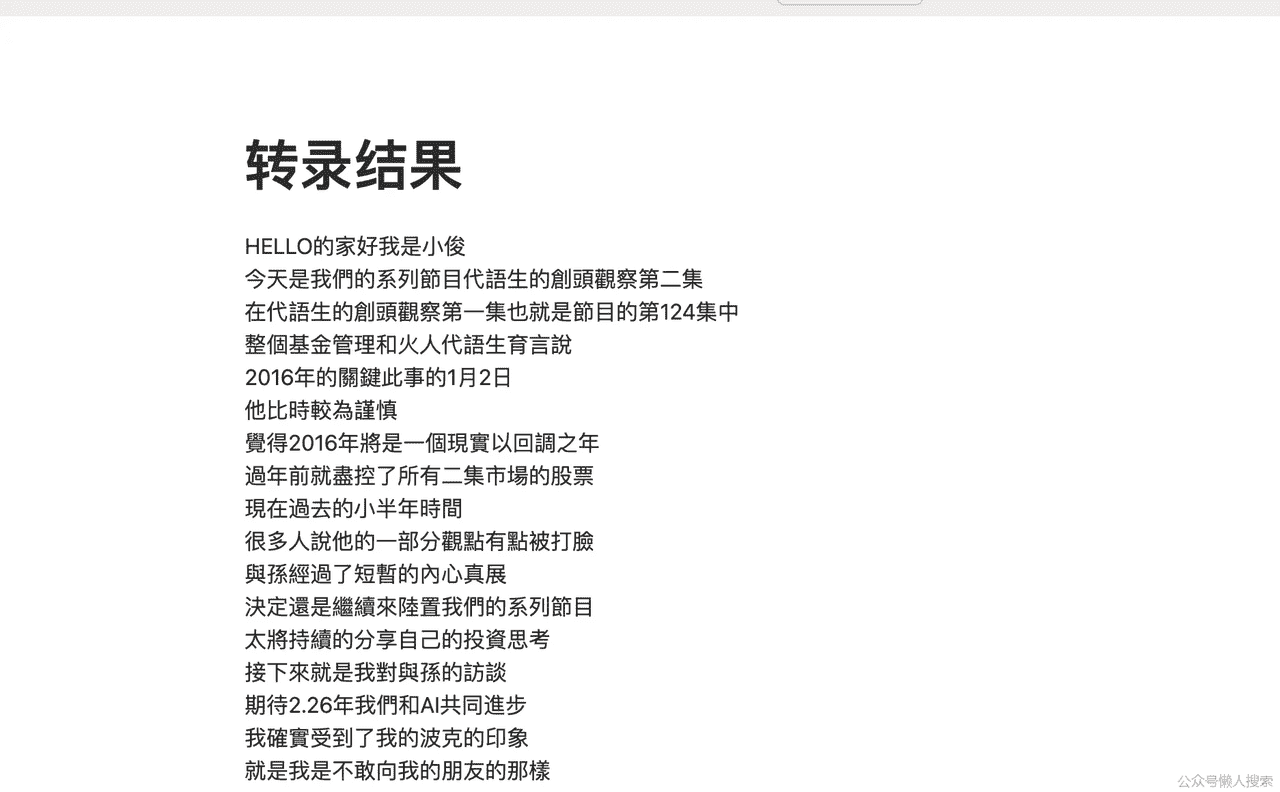 转录结果
HELLO的家好我是小俊
今天是我們的系列節目代語生的創頭觀察第二集
在代語生的創頭觀察第一集也就是節目的第124集中
整個基金管理和火人代語生育言說
2016年的關鍵此事的1月2日
他比時較為謹慎
覺得2016年將是一個現實以回調之年
過年前就盡控了所有二集市場的股票
現在過去的小半年時間
很多人說他的一部分觀點有點被打臉
與孫經過了短暫的內心真展
決定還是繼續來陸置我們的系列節目
太將持續的分享自己的投資思考
接下來就是我對與孫的訪談
期待2.26年我們和AI共同進步
我確實受到了我的波克的印象
就是我是不敢向我的朋友的那樣
公众号懒人搜索